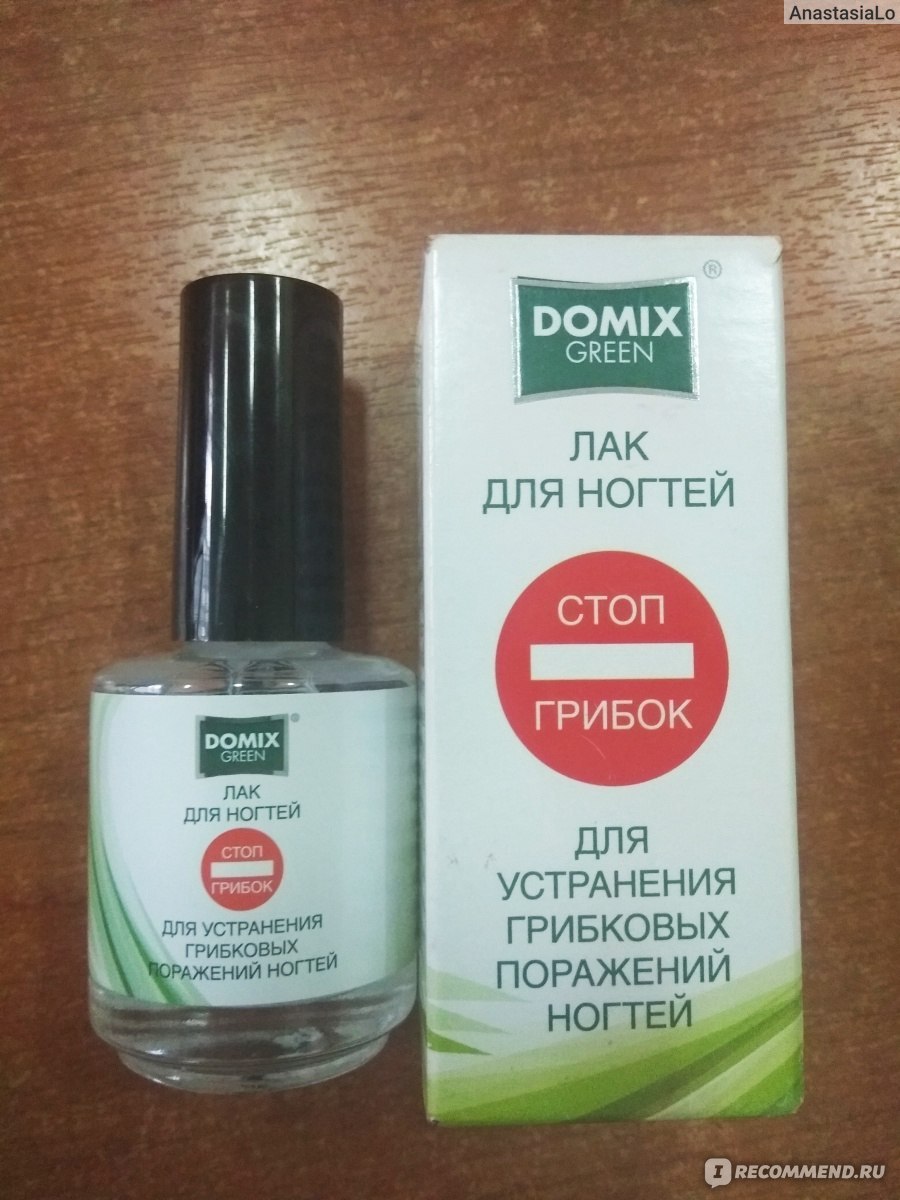 AnastasiaLo
DOMIX
GREEN
®
ЛАК
ДЛЯ НОГТЕЙ
СТОП
ГРИБОК
ДЛЯ УСТРАНЕНИЯ
ГРИБКОВЫХ
ПОРАЖЕНИЙ НОГТЕЙ
®
DOMIX
GREEN
ЛАК
ДЛЯ НОГТЕЙ
СТОП
ГРИБОК
ДЛЯ
УСТРАНЕНИЯ
ГРИБКОВЫХ
ПОРАЖЕНИЙ
НОГТЕЙ
IRECOMMEND.RU